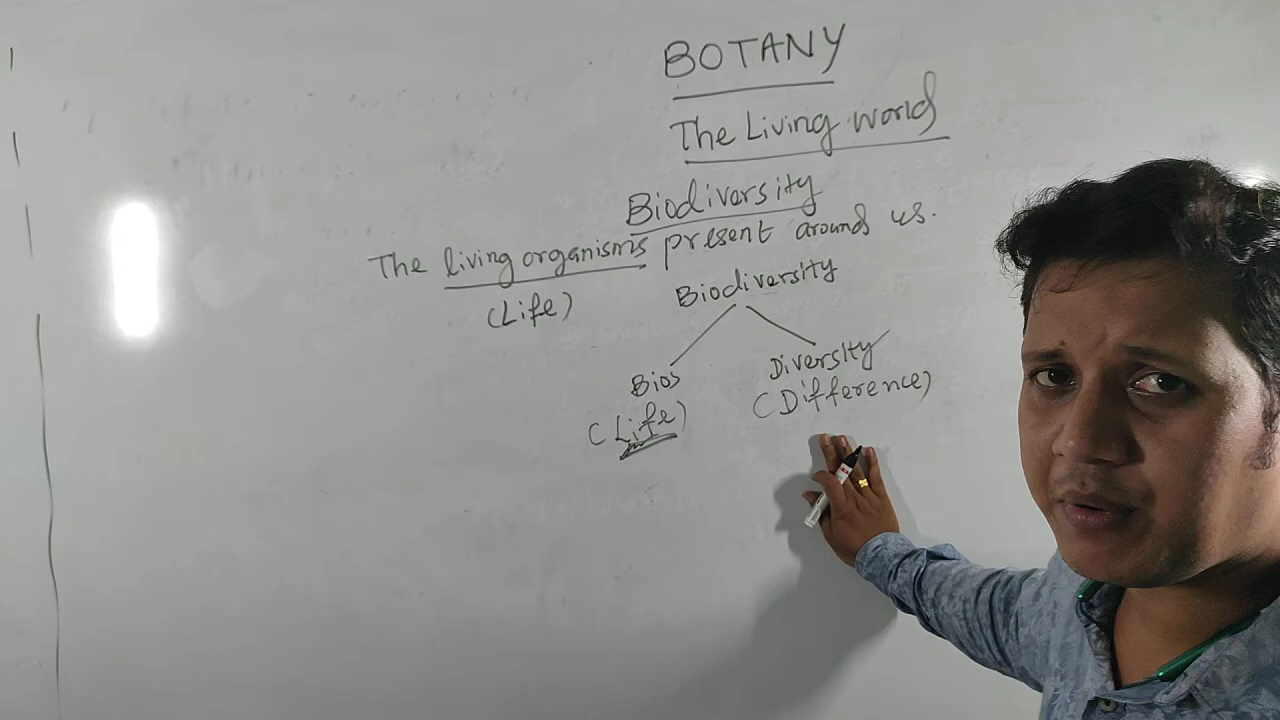 BOTANY
The Living world
Biodiversity
The living organisms present around us.
(Life)
Biodiversity
Bios Diversity
(Life) (Difference)